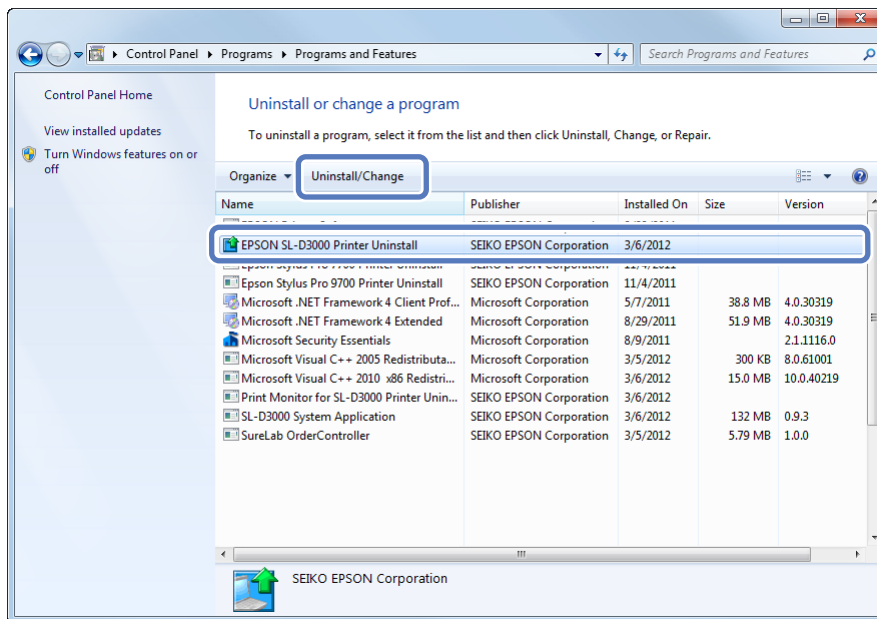 Control Panel Programs Programs and Features Search Programs and Features
Control Panel Home
View installed updates
Turn Windows features on or
off
Uninstall or change a program
To uninstall a program, select it from the list and then click Uninstall, Change, or Repair.
Organize Uninstall/Change
Name Publisher Installed On Size Version
EPSON SL-D3000 Printer Uninstall SEIKO EPSON Corporation 3/6/2012
Epson Stylus Pro 9700 Printer Uninstall SEIKO EPSON Corporation 11/4/2011
Microsoft .NET Framework 4 Client Prof... Microsoft Corporation 5/7/2011 38.8 MB 4.0.30319
Microsoft .NET Framework 4 Extended Microsoft Corporation 8/29/2011 51.9 MB 4.0.30319
Microsoft Security Essentials Microsoft Corporation 8/9/2011 2.1.1116.0
Microsoft Visual C++ 2005 Redistributa... Microsoft Corporation 3/5/2012 300 KB 8.0.61001
Microsoft Visual C++ 2010 x86 Redistri... Microsoft Corporation 3/6/2012 15.0 MB 10.0.40219
Print Monitor for SL-D3000 Printer Unin... SEIKO EPSON Corporation 3/6/2012
SL-D3000 System Application SEIKO EPSON Corporation 3/6/2012 132 MB 0.9.3
SureLab OrderController SEIKO EPSON Corporation 3/5/2012 5.79 MB 1.0.0
SEIKO EPSON Corporation